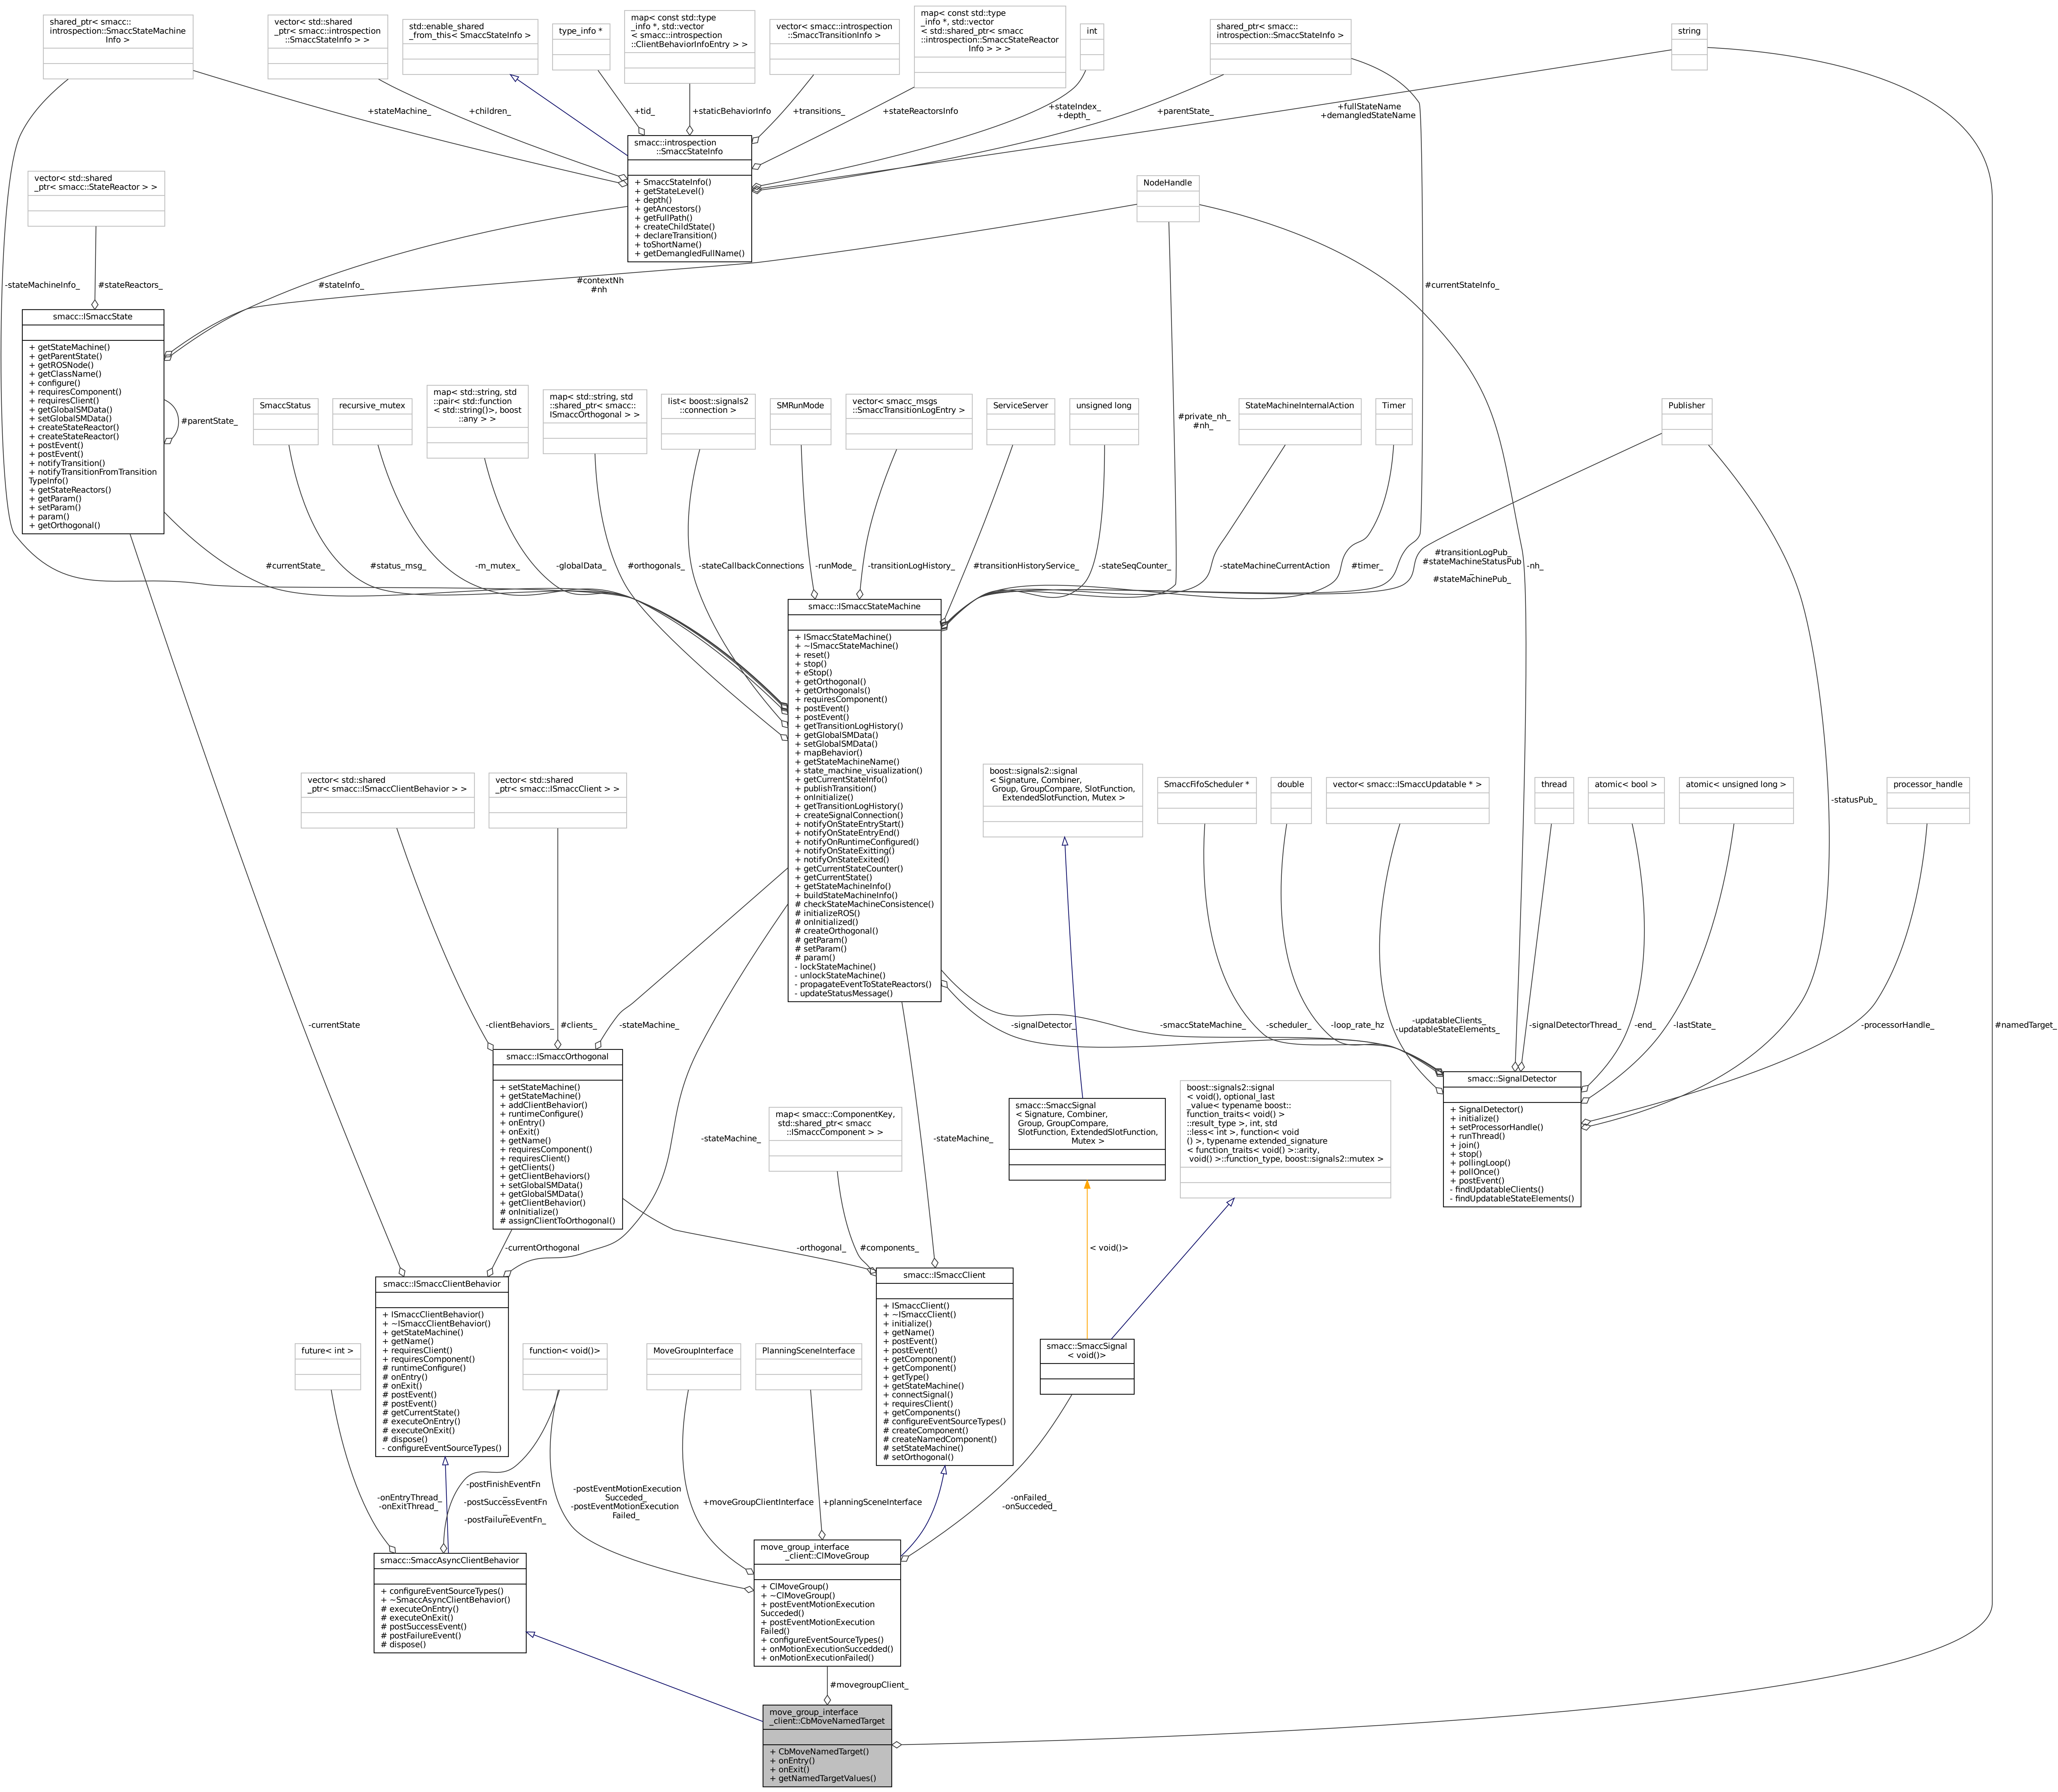 shared_ptr< smacc::
introspection::SmaccStateMachine
Info >
vector< std::shared
_ptr< smacc::introspection
::SmaccStateInfo > >
std::enable_shared
_from_this< SmaccStateInfo >
type_info *
map< const std::type
_info *, std::vector
< smacc::introspection
::ClientBehaviorInfoEntry > >
vector< smacc::introspection
::SmaccTransitionInfo >
map< const std::type
_info *, std::vector
< std::shared_ptr< smacc
::introspection::SmaccStateReactor
Info > > >
int
shared_ptr< smacc::
introspection::SmaccStateInfo >
string
+stateMachine_
+children_
+tid_
+staticBehaviorInfo
+transitions_
+stateReactorsInfo
+stateIndex_
+depth_
+parentState_
+fullStateName
+demangledStateName
smacc::introspection
::SmaccStateInfo
+ SmaccStateInfo()
+ getStateLevel()
+ depth()
+ getAncestors()
+ getFullPath()
+ createChildState()
+ declareTransition()
+ toShortName()
+ getDemangledFullName()
vector< std::shared
_ptr< smacc::StateReactor > >
NodeHandle
-stateMachineInfo_
#stateReactors_
#stateInfo_
#contextNh
#nh
#currentStateInfo_
smacc::ISmaccState
+ getStateMachine()
+ getParentState()
+ getROSNode()
+ getClassName()
+ configure()
+ requiresComponent()
+ requiresClient()
+ getGlobalSMData()
+ setGlobalSMData()
+ createStateReactor()
+ createStateReactor()
+ postEvent()
+ postEvent()
+ notifyTransition()
+ notifyTransitionFromTransition
TypeInfo()
+ getStateReactors()
+ getParam()
+ setParam()
+ param()
+ getOrthogonal()
#parentState_
SmaccStatus
recursive_mutex
map< std::string, std
::pair< std::function
< std::string()>, boost
::any > >
map< std::string, std
::shared_ptr< smacc::
ISmaccOrthogonal > >
list< boost::signals2
::connection >
SMRunMode
vector< smacc_msgs
::SmaccTransitionLogEntry >
ServiceServer
unsigned long
#private_nh_
#nh_
StateMachineInternalAction
Timer
Publisher
#currentState_
#status_msg_
-m_mutex_
-globalData_
#orthogonals_
-stateCallbackConnections
-runMode_
-transitionLogHistory_
#transitionHistoryService_
-stateSeqCounter_
-stateMachineCurrentAction
#timer_
#transitionLogPub_
#stateMachineStatusPub
_
#stateMachinePub_
-nh_
smacc::ISmaccStateMachine
+ ISmaccStateMachine()
+ ~ISmaccStateMachine()
+ reset()
+ stop()
+ eStop()
+ getOrthogonal()
+ getOrthogonals()
+ requiresComponent()
+ postEvent()
+ postEvent()
+ getTransitionLogHistory()
+ getGlobalSMData()
+ setGlobalSMData()
+ mapBehavior()
+ getStateMachineName()
+ state_machine_visualization()
+ getCurrentStateInfo()
+ publishTransition()
+ onInitialize()
+ getTransitionLogHistory()
+ createSignalConnection()
+ notifyOnStateEntryStart()
+ notifyOnStateEntryEnd()
+ notifyOnRuntimeConfigured()
+ notifyOnStateExitting()
+ notifyOnStateExited()
+ getCurrentStateCounter()
+ getCurrentState()
+ getStateMachineInfo()
+ buildStateMachineInfo()
# checkStateMachineConsistence()
# initializeROS()
# onInitialized()
# createOrthogonal()
# getParam()
# setParam()
# param()
- lockStateMachine()
- unlockStateMachine()
- propagateEventToStateReactors()
- updateStatusMessage()
vector< std::shared
_ptr< smacc::ISmaccClientBehavior > >
vector< std::shared
_ptr< smacc::ISmaccClient > >
boost::signals2::signal
< Signature, Combiner,
Group, GroupCompare, SlotFunction,
ExtendedSlotFunction, Mutex >
SmaccFifoScheduler *
double
vector< smacc::ISmaccUpdatable * >
thread
atomic< bool >
atomic< unsigned long >
processor_handle
-statusPub_
-currentState
-clientBehaviors_
#clients_
-stateMachine_
-signalDetector_
-smaccStateMachine_
-scheduler_
-loop_rate_hz
-updatableClients_
-updatableStateElements_
-signalDetectorThread_
-end_
-lastState_
-processorHandle_
#namedTarget_
smacc::ISmaccOrthogonal
+ setStateMachine()
+ getStateMachine()
+ addClientBehavior()
+ runtimeConfigure()
+ onEntry()
+ onExit()
+ getName()
+ requiresComponent()
+ requiresClient()
+ getClients()
+ getClientBehaviors()
+ setGlobalSMData()
+ getGlobalSMData()
+ getClientBehavior()
# onInitialize()
# assignClientToOrthogonal()
smacc::SignalDetector
+ SignalDetector()
+ initialize()
+ setProcessorHandle()
+ runThread()
+ join()
+ stop()
+ pollingLoop()
+ pollOnce()
+ postEvent()
- findUpdatableClients()
- findUpdatableStateElements()
-stateMachine_
map< smacc::ComponentKey,
std::shared_ptr< smacc
::ISmaccComponent > >
-stateMachine_
smacc::SmaccSignal
< Signature, Combiner,
Group, GroupCompare,
SlotFunction, ExtendedSlotFunction,
Mutex >
boost::signals2::signal
< void(), optional_last
_value< typename boost::
function_traits< void() >
::result_type >, int, std
::less< int >, function< void
() >, typename extended_signature
< function_traits< void() >::arity,
void() >::function_type, boost::signals2::mutex >
-currentOrthogonal
-orthogonal_
#components_
< void()>
smacc::ISmaccClientBehavior
+ ISmaccClientBehavior()
+ ~ISmaccClientBehavior()
+ getStateMachine()
+ getName()
+ requiresClient()
+ requiresComponent()
# runtimeConfigure()
# onEntry()
# onExit()
# postEvent()
# postEvent()
# getCurrentState()
# executeOnEntry()
# executeOnExit()
# dispose()
- configureEventSourceTypes()
smacc::ISmaccClient
+ ISmaccClient()
+ ~ISmaccClient()
+ initialize()
+ getName()
+ postEvent()
+ postEvent()
+ getComponent()
+ getComponent()
+ getType()
+ getStateMachine()
+ connectSignal()
+ requiresClient()
+ getComponents()
# configureEventSourceTypes()
# createComponent()
# createNamedComponent()
# setStateMachine()
# setOrthogonal()
future< int >
function< void()>
MoveGroupInterface
PlanningSceneInterface
smacc::SmaccSignal
< void()>
-onEntryThread_
-onExitThread_
-postFinishEventFn
_
-postSuccessEventFn
_
-postFailureEventFn_
-postEventMotionExecution
Succeded_
-postEventMotionExecution
Failed_
+moveGroupClientInterface
+planningSceneInterface
-onFailed_
-onSucceded_
smacc::SmaccAsyncClientBehavior
+ configureEventSourceTypes()
+ ~SmaccAsyncClientBehavior()
# executeOnEntry()
# executeOnExit()
# postSuccessEvent()
# postFailureEvent()
# dispose()
move_group_interface
_client::ClMoveGroup
+ ClMoveGroup()
+ ~ClMoveGroup()
+ postEventMotionExecution
Succeded()
+ postEventMotionExecution
Failed()
+ configureEventSourceTypes()
+ onMotionExecutionSuccedded()
+ onMotionExecutionFailed()
#movegroupClient_
move_group_interface
_client::CbMoveNamedTarget
+ CbMoveNamedTarget()
+ onEntry()
+ onExit()
+ getNamedTargetValues()